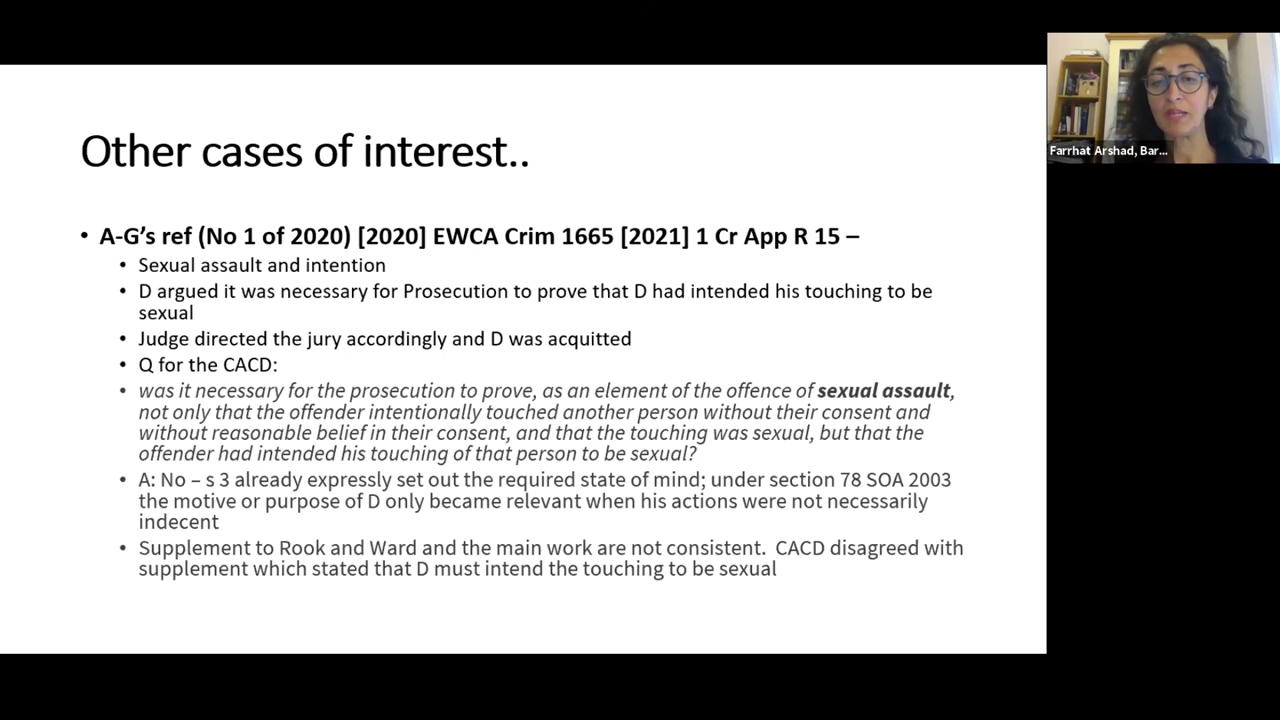 Other cases of interest..
• A-G's ref (No 1 of 2020) [2020] EWCA Crim 1665 [2021] 1 Cr App R 15 –
• Sexual assault and intention
• D argued it was necessary for Prosecution to prove that D had intended his touching to be
sexual
• Judge directed the jury accordingly and D was acquitted
• Q for the CACD:
• was it necessary for the prosecution to prove, as an element of the offence of sexual assault,
not only that the offender intentionally touched another person without their consent and
without reasonable belief in their consent, and that the touching was sexual, but that the
offender had intended his touching of that person to be sexual?
• A: No – s 3 already expressly set out the required state of mind; under section 78 SOA 2003
the motive or purpose of D only became relevant when his actions were not necessarily
indecent
• Supplement to Rook and Ward and the main work are not consistent.  CACD disagreed with
supplement which stated that D must intend the touching to be sexual
Farrhat Arshad, Bar...